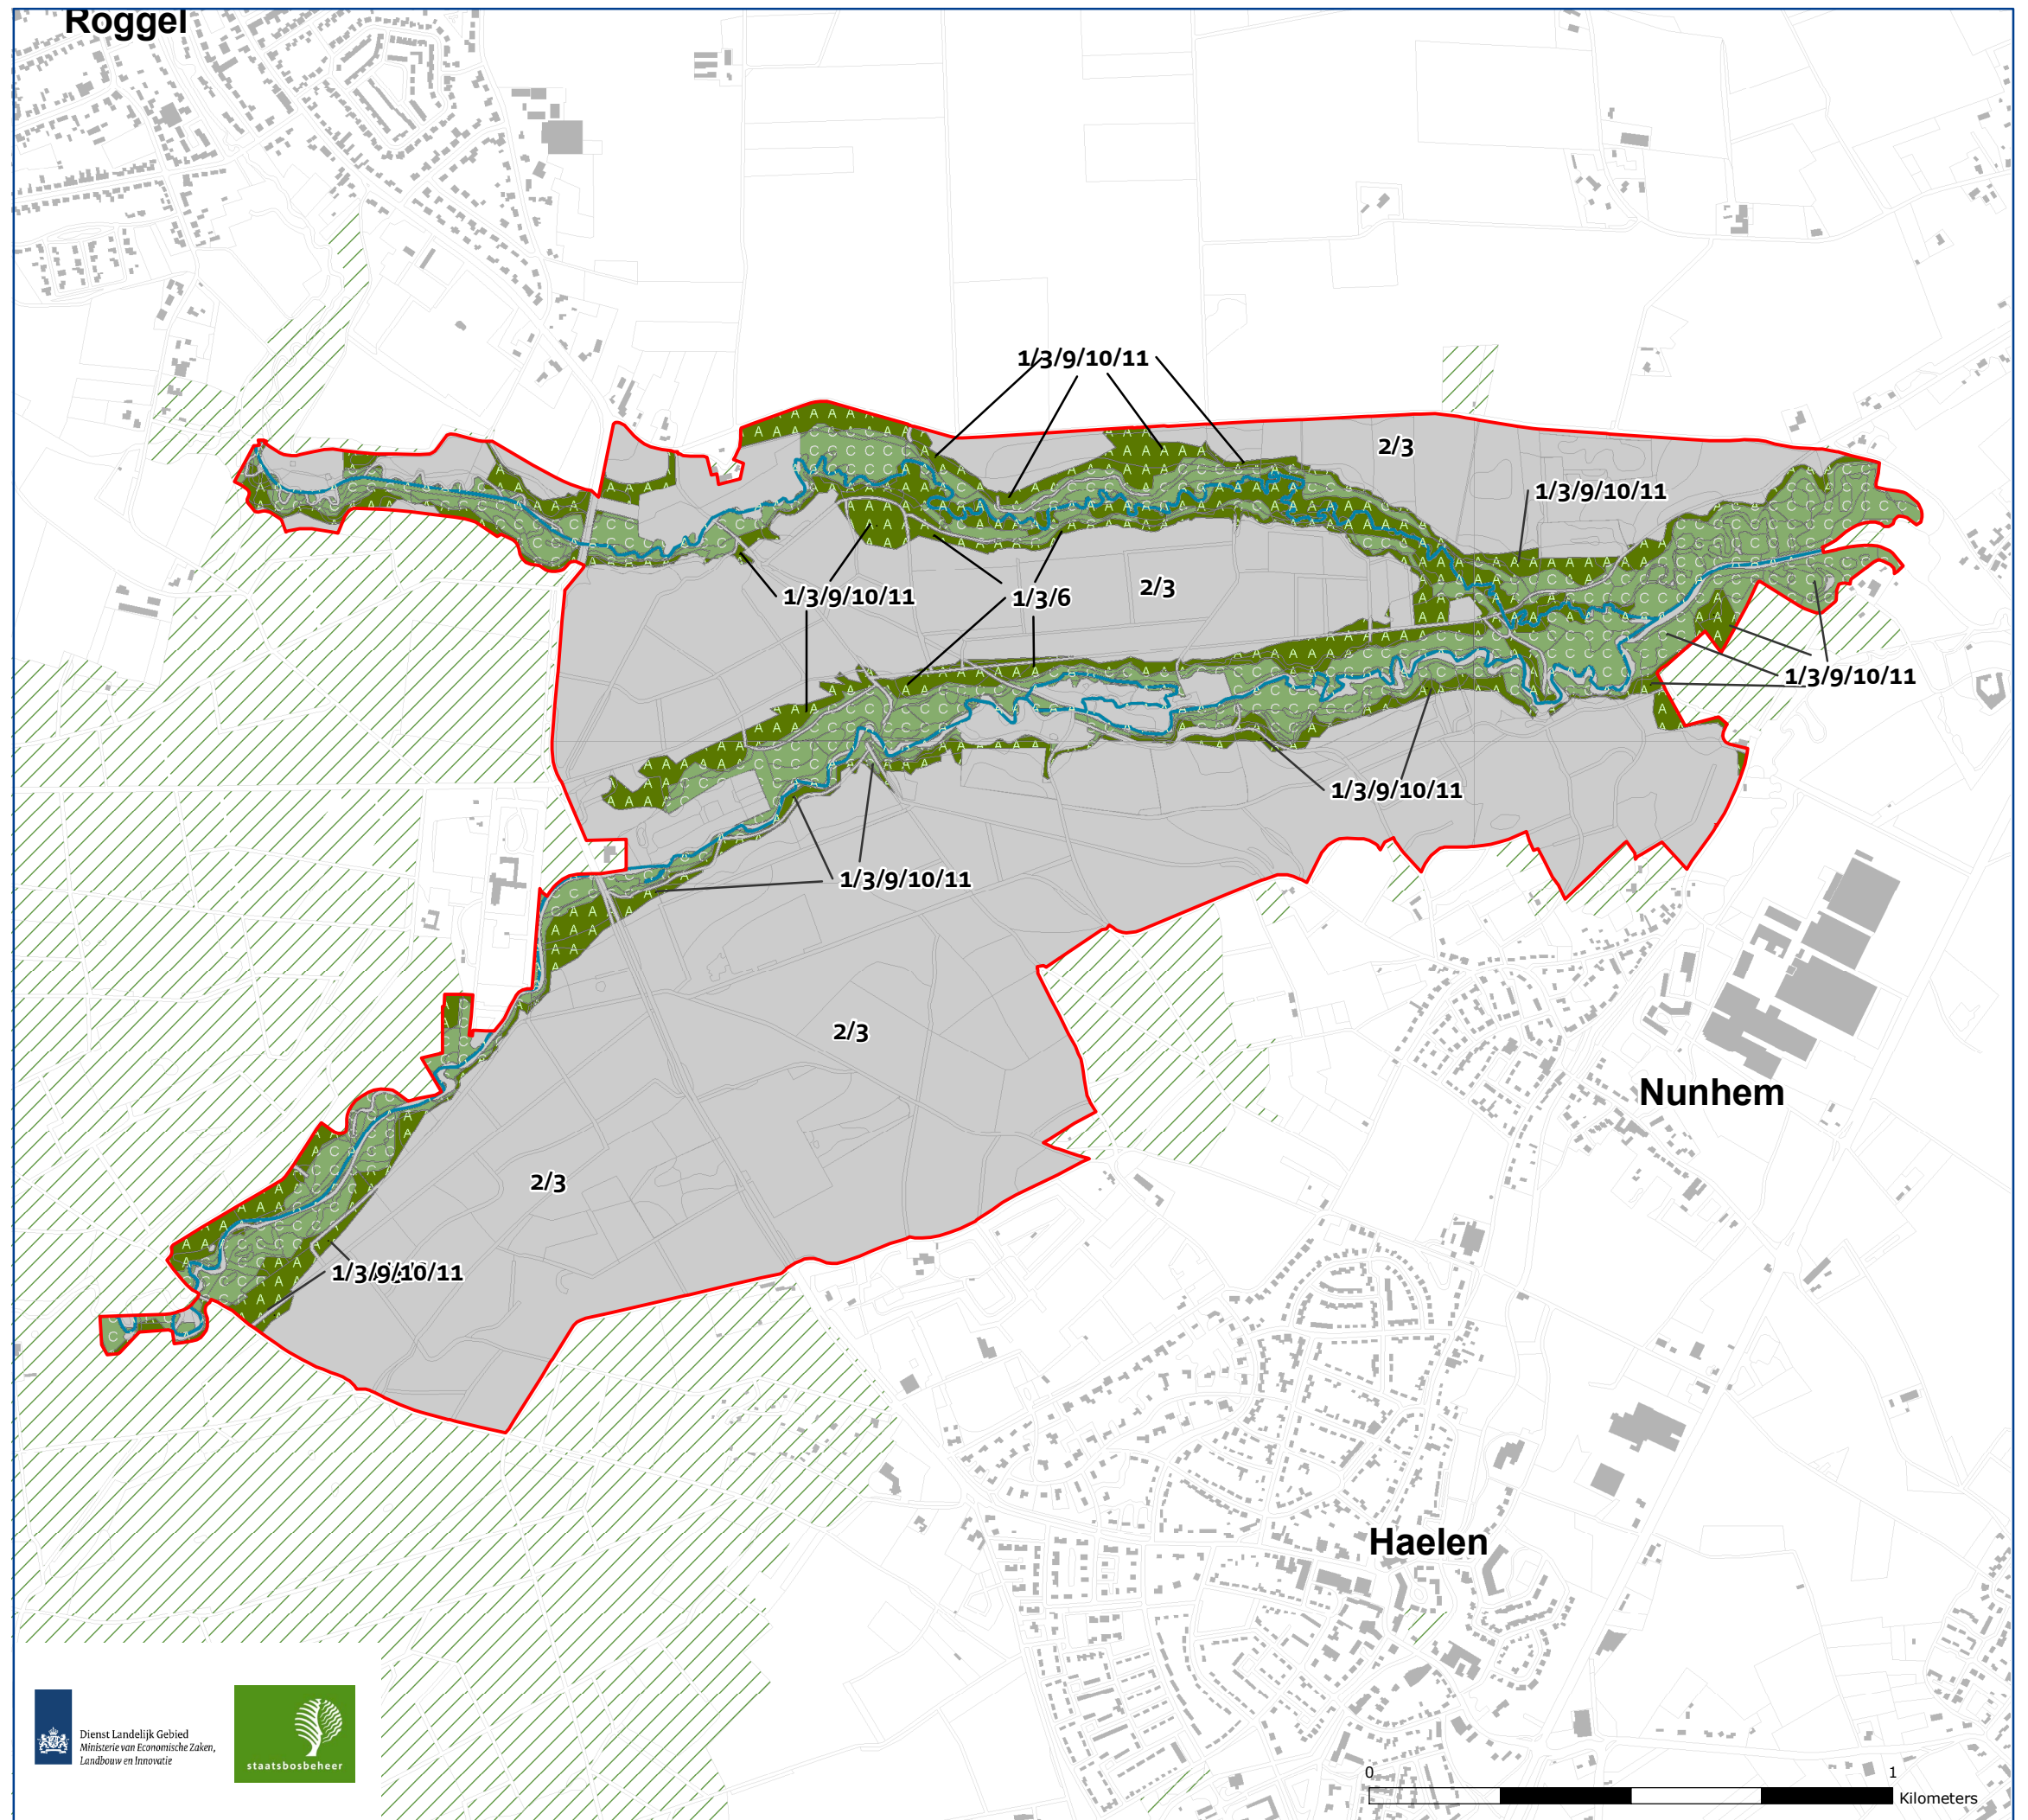 Roggel
1/3/9/10/11
2/3
1/3/9/10/11
2/3
1/3/9/10/11
1/3/6
1/3/9/10/11
1/3/9/10/11
1/3/9/10/11
2/3
Nunhem
2/3
1/3/9/10/11
Haelen
Dienst Landelijk Gebied
Ministerie van Economische Zaken,
Landbouw en Innovatie
staatsbosbeheer
0 1
Kilometers